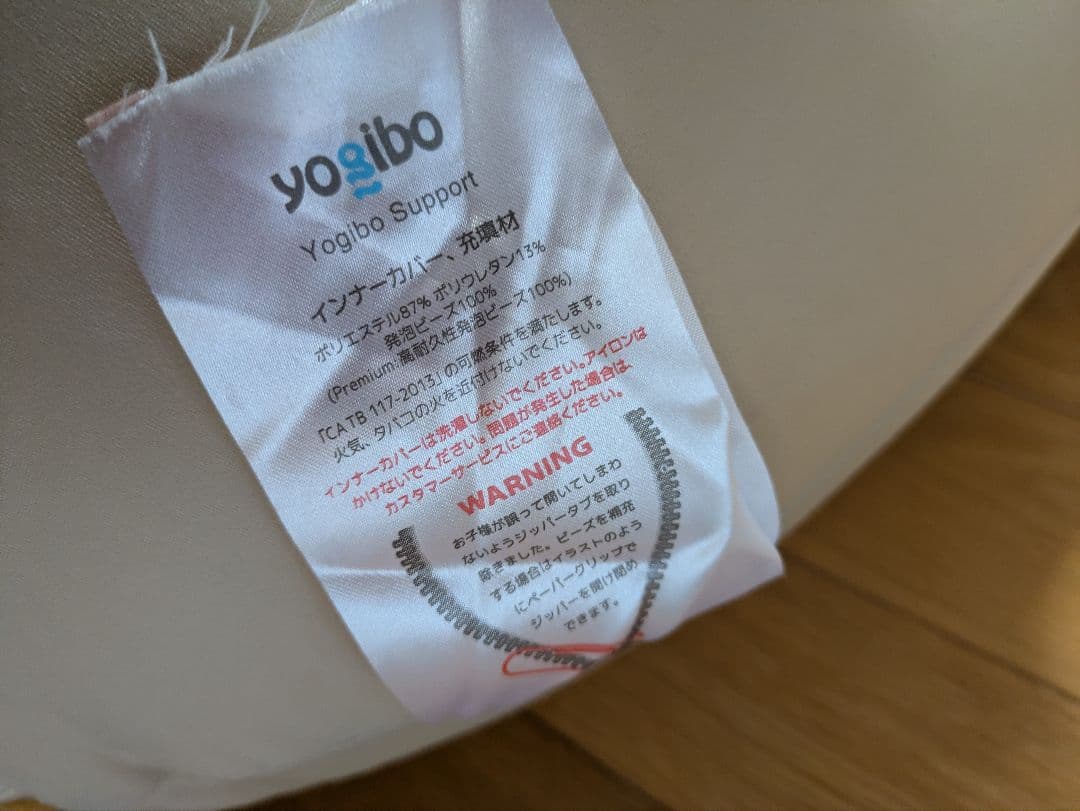 yogibo
Yogibo Support
インナーカバー、充填材
ポリエステル87% ポリウレタン13%
発泡ビーズ100%
(Premium:高耐久性発泡ビーズ100%)
「CA TB 117-2013」の可燃条件を満たします。
火気、タバコの火を近付けないでください。
インナーカバーは洗濯しないでください。アイロンは
かけないでください。問題が発生した場合は、
カスタマーサービスにご連絡ください。
WARNING
お子様が誤って開いてしまわ
ないようジッパータブを取り
除きました。ビーズを補充
する場合はイラストのよう
にペーパークリップで
ジッパーを開け閉め
できます。